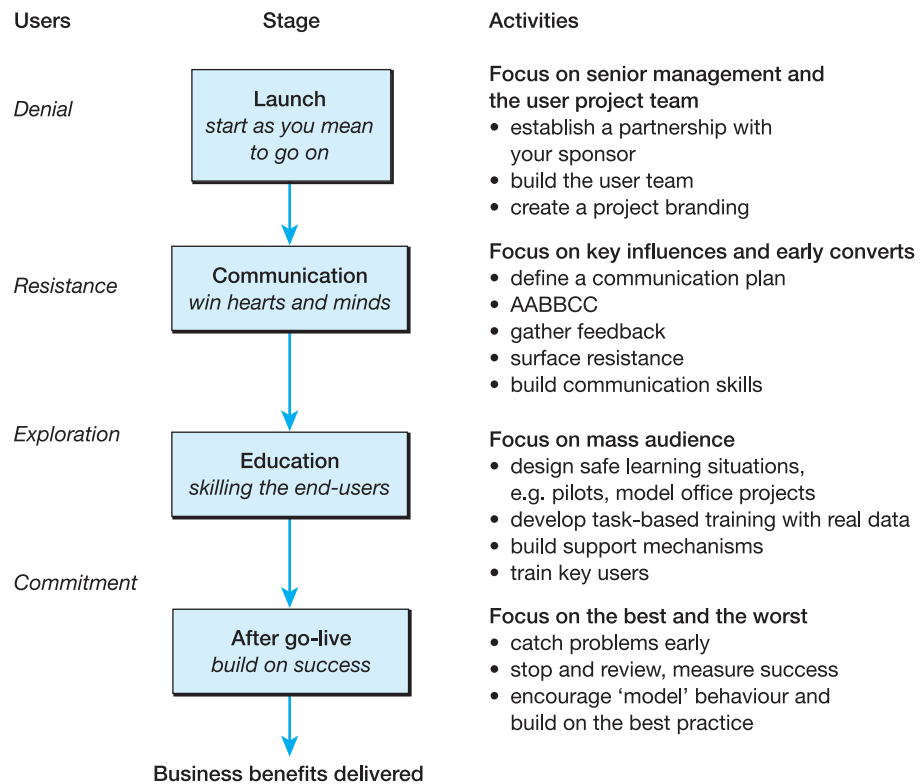 Users
Stage
Activities
Denial
Launch
start as you mean
to go on
Focus on senior management and
the user project team
• establish a partnership with
your sponsor
• build the user team
• create a project branding
Resistance
Communication
win hearts and minds
Focus on key influences and early converts
• define a communication plan
• AABBCC
• gather feedback
• surface resistance
• build communication skills
Exploration
Education
skilling the end-users
Focus on mass audience
• design safe learning situations,
e.g. pilots, model office projects
• develop task-based training with real data
• build support mechanisms
• train key users
Commitment
After go-live
build on success
Focus on the best and the worst
• catch problems early
• stop and review, measure success
• encourage ‘model’ behaviour and
build on the best practice
Business benefits delivered